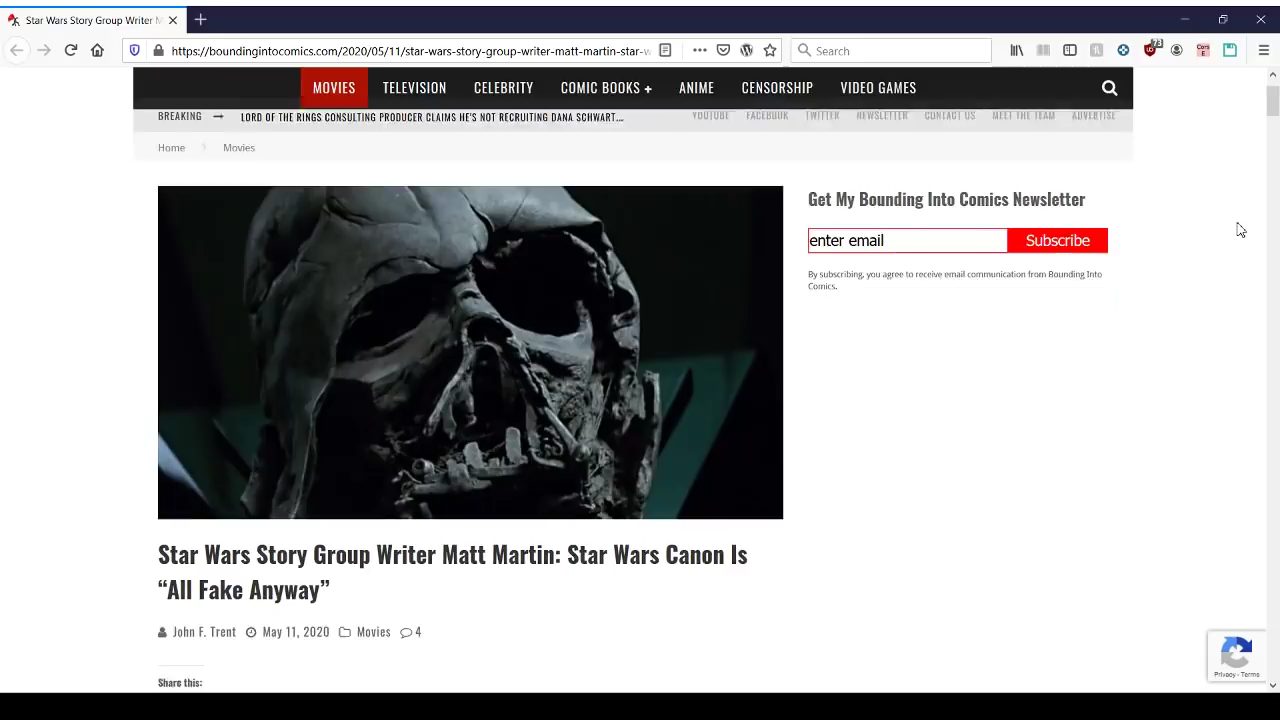 Star Wars Story Group Writer M
https://boundingintocomics.com/2020/05/11/star-wars-story-group-writer-matt-martin-star-w
Search
73
MOVIES TELEVISION CELEBRITY COMIC BOOKS + ANIME CENSORSHIP VIDEO GAMES
BREAKING → LORD OF THE RINGS CONSULTING PRODUCER CLAIMS HE'S NOT RECRUITING DANA SCHWART...
YOUTUBE FACEBOOK TWITTER NEWSLETTER CONTACT US MEET THE TEAM ADVERTISE
Home Movies
Get My Bounding Into Comics Newsletter
enter email Subscribe
By subscribing, you agree to receive email communication from Bounding Into
Comics.
Star Wars Story Group Writer Matt Martin: Star Wars Canon Is
“All Fake Anyway”
John F. Trent May 11, 2020 Movies 4
Share this:
Privacy - Terms